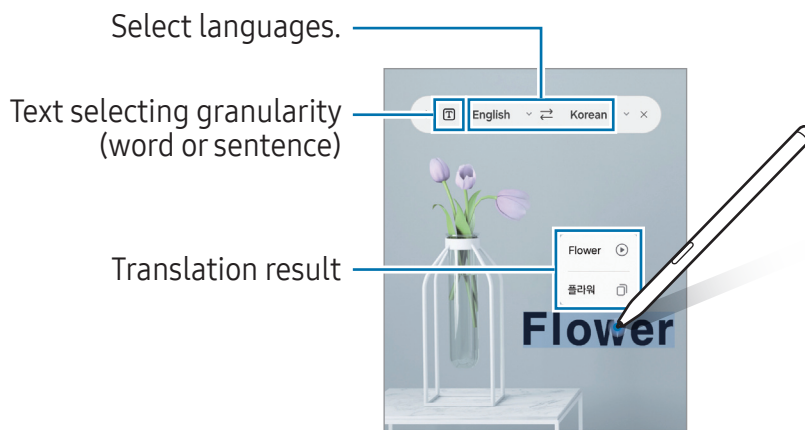 Select languages.
Text selecting granularity
(word or sentence)
T English Korean
Flower
플라워
Translation result
Flower